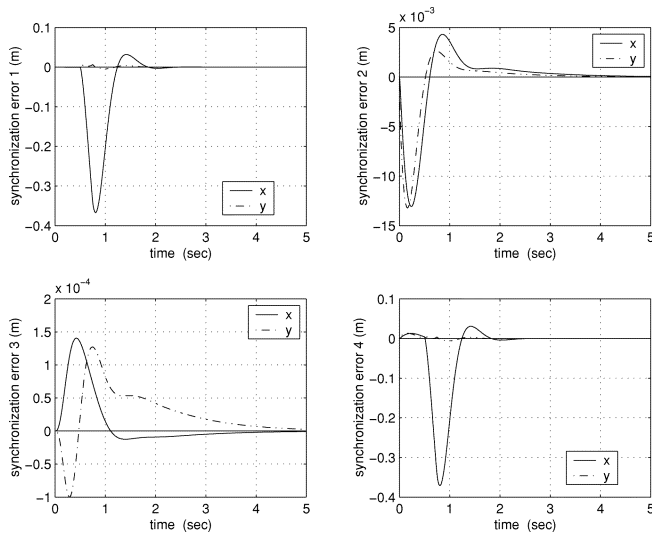 0.1
0
−0.1
−0.2
−0.3
−0.4
synchronization error 1 (m)
x
y
0 1 2 3 4 5
time (sec)
x 10⁻³
5
0
−5
−10
−15
synchronization error 2 (m)
x
y
0 1 2 3 4 5
time (sec)
x 10⁻⁴
2
1.5
1
0.5
0
−0.5
−1
synchronization error 3 (m)
x
y
0 1 2 3 4 5
time (sec)
0.1
0
−0.1
−0.2
−0.3
−0.4
synchronization error 4 (m)
x
y
0 1 2 3 4 5
time (sec)